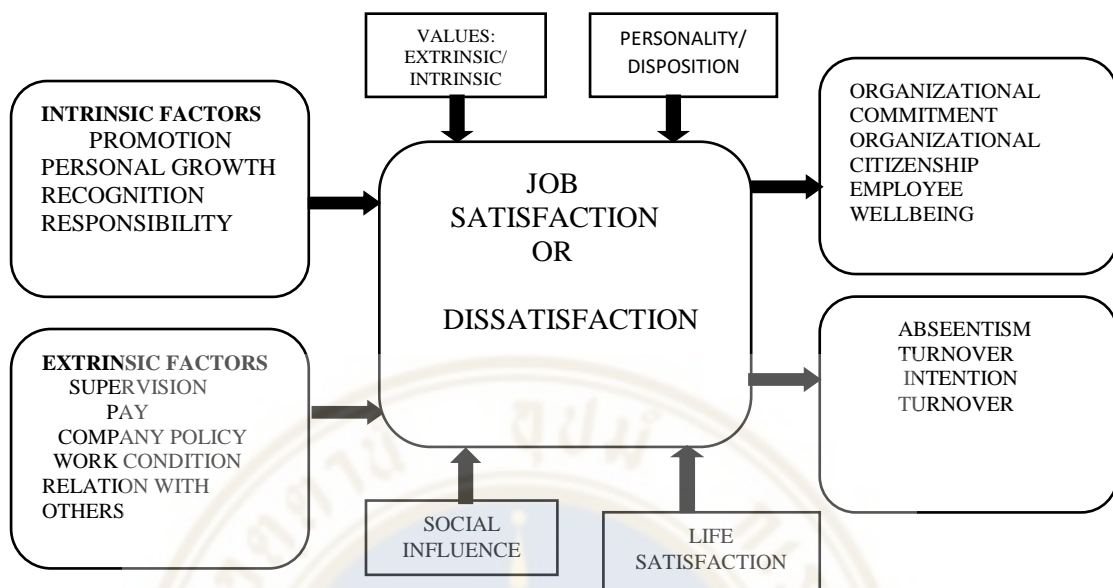 VALUES:
EXTRINSIC/
INTRINSIC
PERSONALITY/
DISPOSITION
INTRINSIC FACTORS
PROMOTION
PERSONAL GROWTH
RECOGNITION
RESPONSIBILITY
JOB
SATISFACTION
OR
DISSATISFACTION
ORGANIZATIONAL
COMMITMENT
ORGANIZATIONAL
CITIZENSHIP
EMPLOYEE
WELLBEING
EXTRINSIC FACTORS
SUPERVISION
PAY
COMPANY POLICY
WORK CONDITION
RELATION WITH
OTHERS
ABSEENTISM
TURNOVER
INTENTION
TURNOVER
SOCIAL
INFLUENCE
LIFE
SATISFACTION